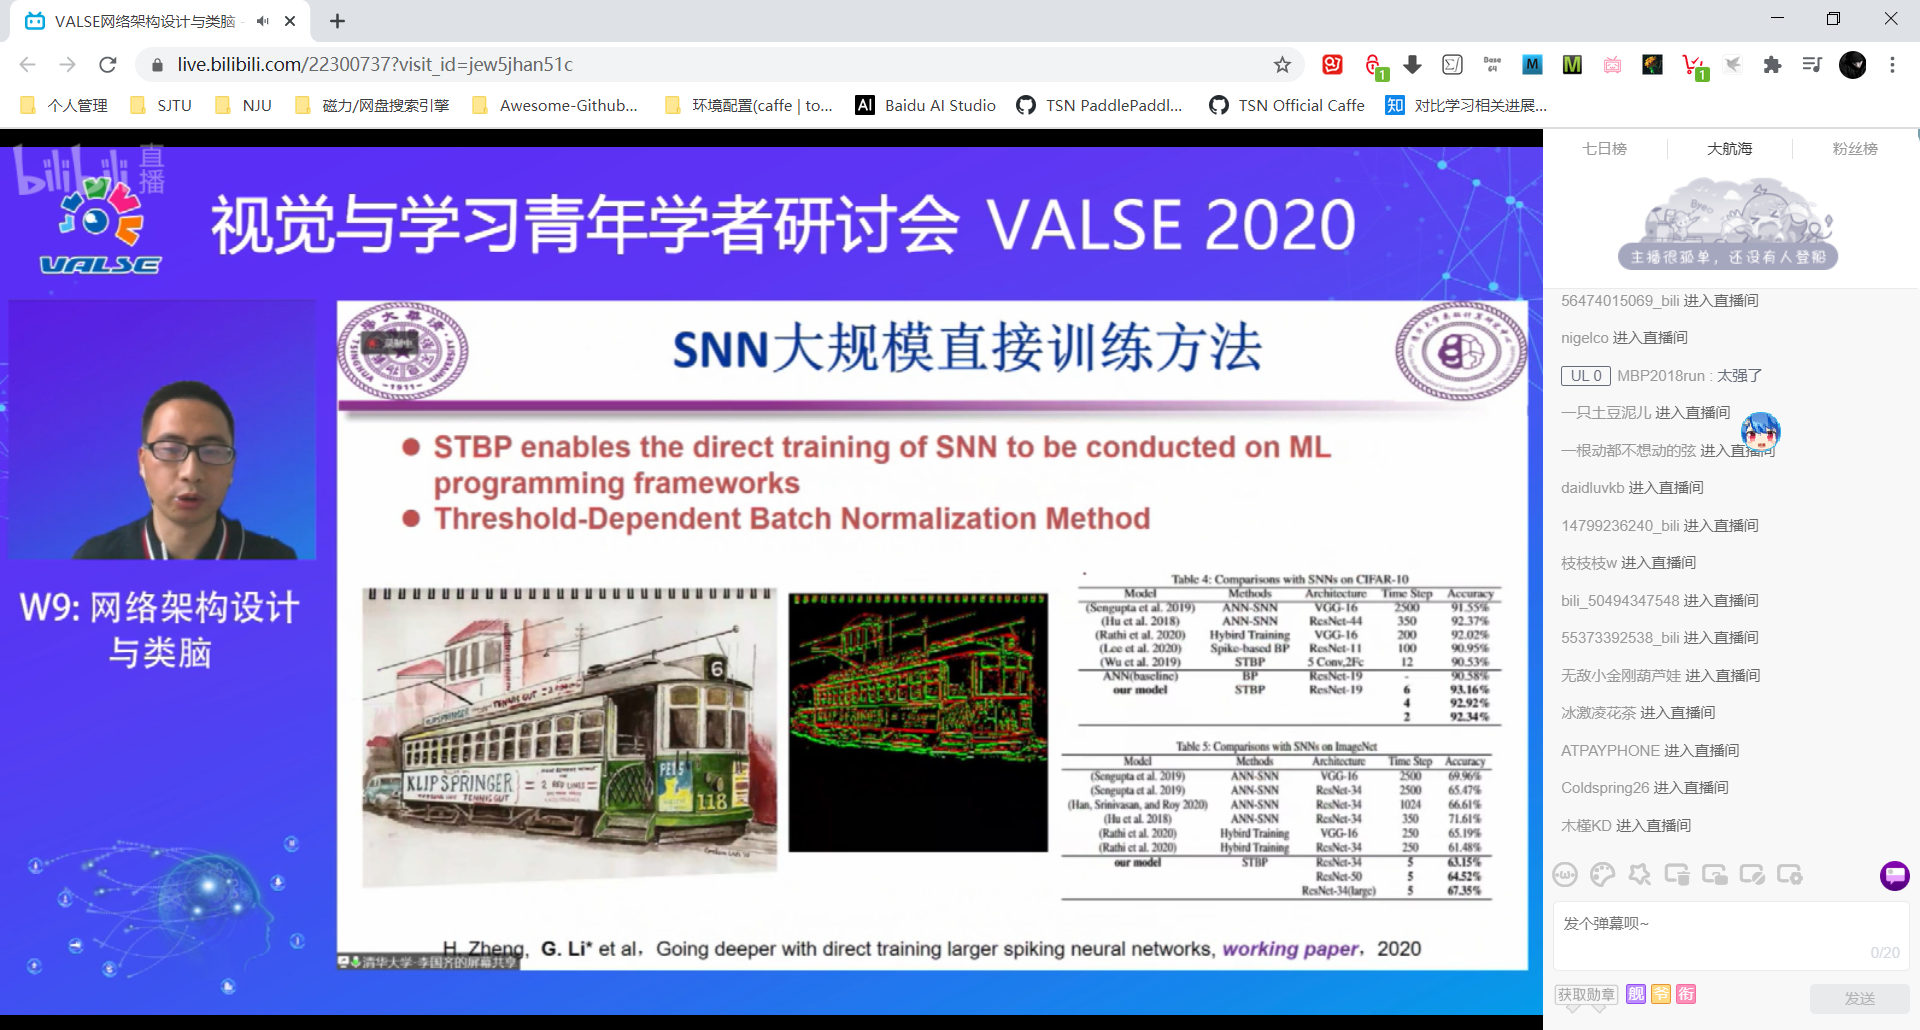 VALSE网络架构设计与类脑
live.bilibili.com/22300737?visit_id=jew5jhan51c
个人管理
SJTU
NJU
磁力/网盘搜索引擎
Awesome-Github...
环境配置(caffe | to...
Baidu AI Studio
TSN PaddlePaddl...
TSN Official Caffe
对比学习相关进展...
bilibili 直播
VALSE
视觉与学习青年学者研讨会 VALSE 2020
W9: 网络架构设计
与类脑
SNN大规模直接训练方法
STBP enables the direct training of SNN to be conducted on ML
programming frameworks
Threshold-Dependent Batch Normalization Method
6
KLIPSPRINGER
118
Table 4: Comparisons with SNNs on CIFAR-10
Model Methods Architecture Time Step Accuracy
(Sengupta et al. 2019) ANN-SNN VGG-16 2500 91.55%
(Hu et al. 2018) ANN-SNN ResNet-44 350 92.37%
(Rathi et al. 2020) Hybird Training VGG-16 200 92.02%
(Lee et al. 2020) Spike-based BP ResNet-11 100 90.95%
(Wu et al. 2019) STBP 5 Conv,2Fc 12 90.53%
ANN(baseline) BP ResNet-19 - 90.58%
our model STBP ResNet-19 6 93.16%
4 92.92%
2 92.34%
Table 5: Comparisons with SNNs on ImageNet
Model Methods Architecture Time Step Accuracy
(Sengupta et al. 2019) ANN-SNN VGG-16 2500 69.96%
(Sengupta et al. 2019) ANN-SNN ResNet-34 2500 65.47%
(Han, Srinivasan, and Roy 2020) ANN-SNN ResNet-34 1024 66.61%
(Hu et al. 2018) ANN-SNN ResNet-34 350 71.61%
(Rathi et al. 2020) Hybird Training VGG-16 250 65.19%
(Rathi et al. 2020) Hybird Training ResNet-34 250 61.48%
our model STBP ResNet-34 5 63.15%
ResNet-50 5 64.52%
ResNet-34(large) 5 67.35%
H. Zheng, G. Li* et al，Going deeper with direct training larger spiking neural networks, working paper，2020
清华大学-李国齐的屏幕共享
七日榜
大航海
粉丝榜
主播很孤单，还没有人登船
56474015069_bili 进入直播间
nigelco 进入直播间
UL 0 MBP2018run : 太强了
一只土豆泥儿 进入直播间
一根动都不想动的弦 进入直播间
daidluvkb 进入直播间
14799236240_bili 进入直播间
枝枝枝w 进入直播间
bili_50494347548 进入直播间
55373392538_bili 进入直播间
无敌小金刚葫芦娃 进入直播间
冰激凌花茶 进入直播间
ATPAYPHONE 进入直播间
Coldspring26 进入直播间
木槿KD 进入直播间
发个弹幕呗~
0/20
获取勋章
舰 爷 衔
发送